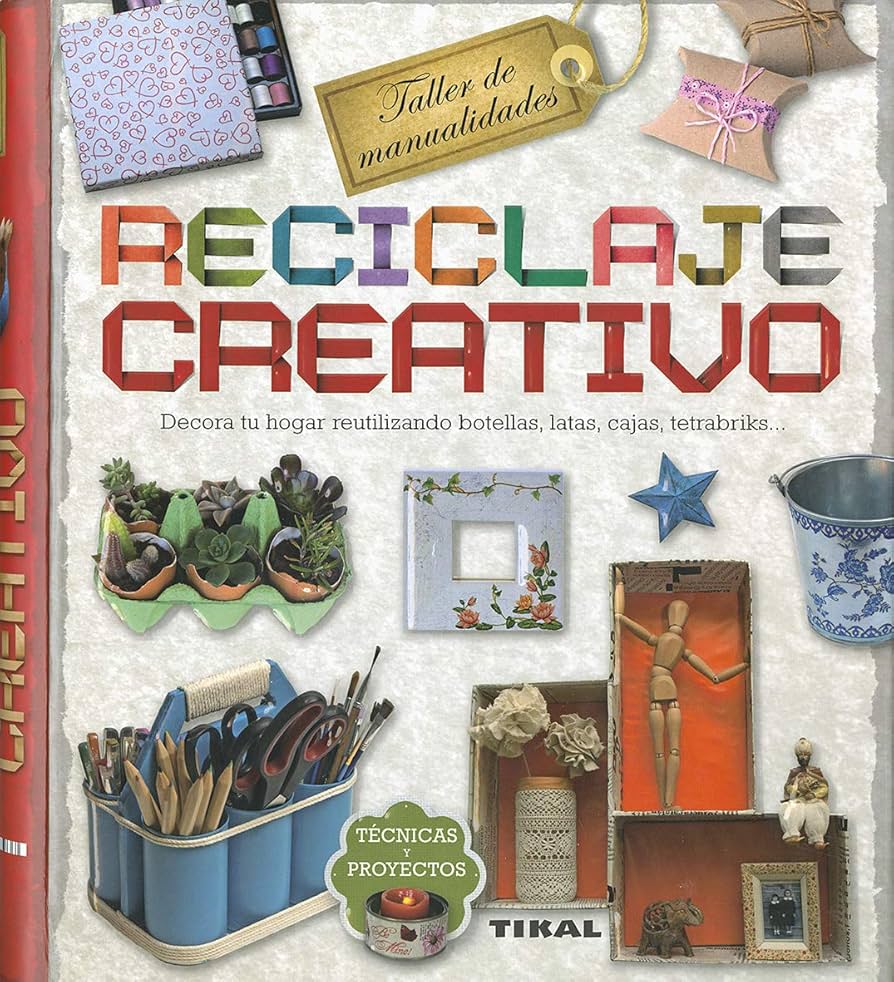 Taller de
manualidades
RECICLAJE
CREATIVO
Decora tu hogar reutilizando botellas, latas, cajas, tetrabriks...
CREATIVO
TÉCNICAS
Y
PROYECTOS
TIKAL